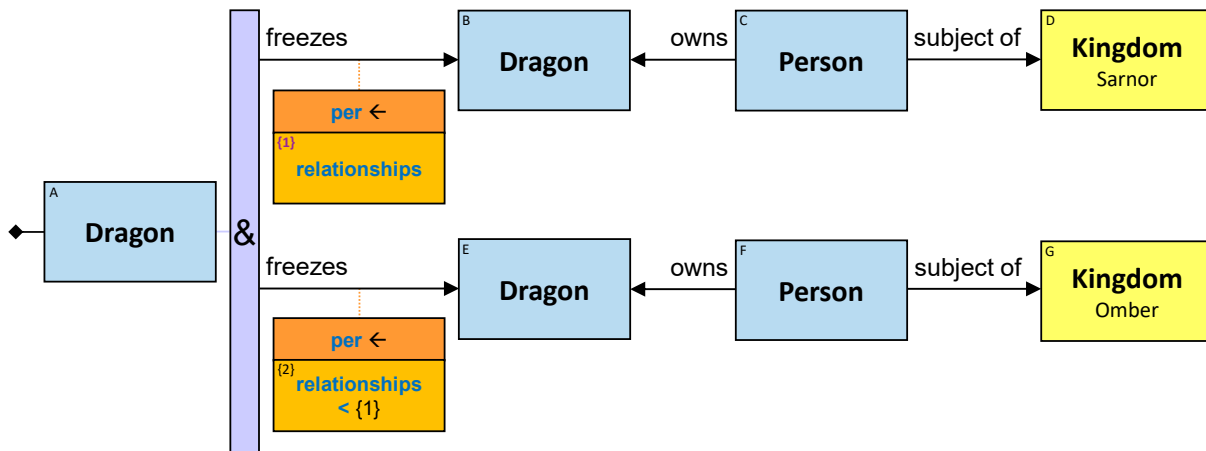 freezes
B
Dragon
owns
C
Person
subject of
D
Kingdom
Sarnor
per ←
{1}
relationships
A
Dragon
&
freezes
E
Dragon
owns
F
Person
subject of
G
Kingdom
Omber
per ←
{2}
relationships
< {1}